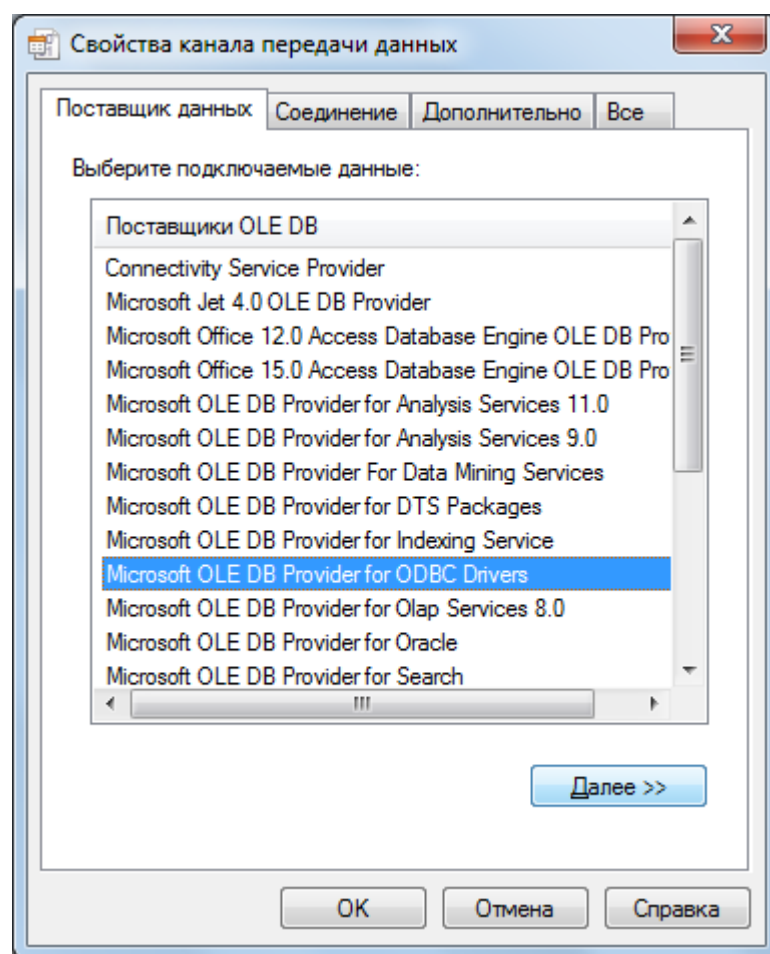 Свойства канала передачи данных
Поставщик данных Соединение Дополнительно Все
Выберите подключаемые данные:
Поставщики OLE DB
Connectivity Service Provider
Microsoft Jet 4.0 OLE DB Provider
Microsoft Office 12.0 Access Database Engine OLE DB Pro
Microsoft Office 15.0 Access Database Engine OLE DB Pro
Microsoft OLE DB Provider for Analysis Services 11.0
Microsoft OLE DB Provider for Analysis Services 9.0
Microsoft OLE DB Provider For Data Mining Services
Microsoft OLE DB Provider for DTS Packages
Microsoft OLE DB Provider for Indexing Service
Microsoft OLE DB Provider for ODBC Drivers
Microsoft OLE DB Provider for Olap Services 8.0
Microsoft OLE DB Provider for Oracle
Microsoft OLE DB Provider for Search
Далее >>
OK Отмена Справка